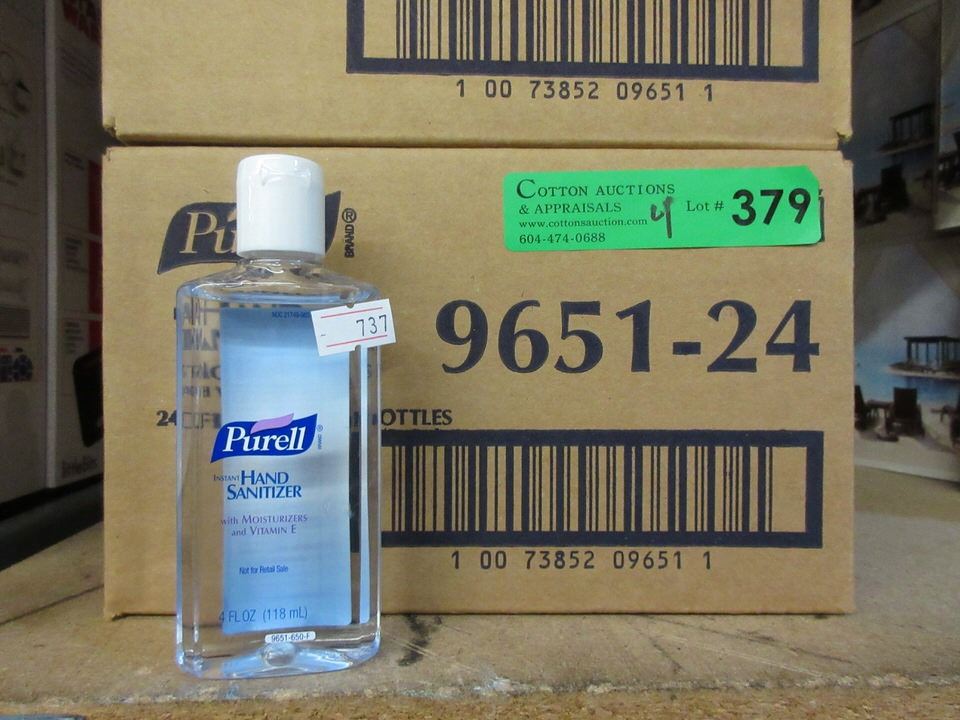 1 00 73852 09651 1
COTTON AUCTIONS
& APPRAISALS
www.cottonsauction.com
604-474-0688
4
Lot # 379
Pu ® BRAND
9651-24
24 OTTLES
1 00 73852 09651 1
737
Purell ®
INSTANT HAND
SANITIZER
with MOISTURIZERS
and VITAMIN E
Not for Retail Sale
4 FL OZ (118 mL)
9651-650-F